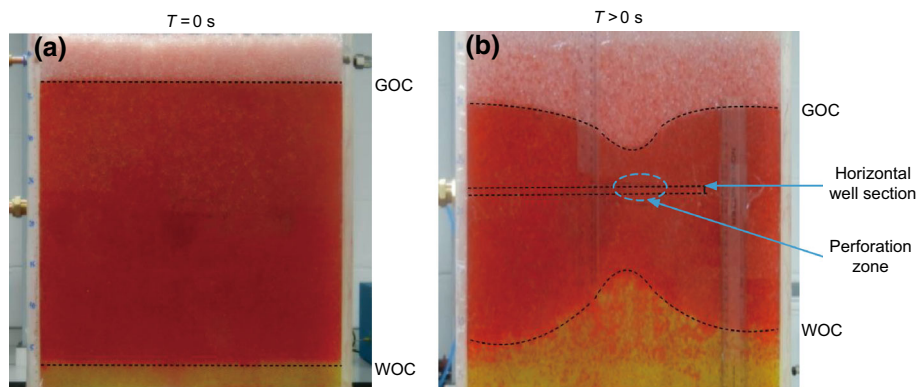 T = 0 s
T > 0 s
(a)
(b)
GOC
WOC
GOC
Horizontal
well section
Perforation
zone
WOC